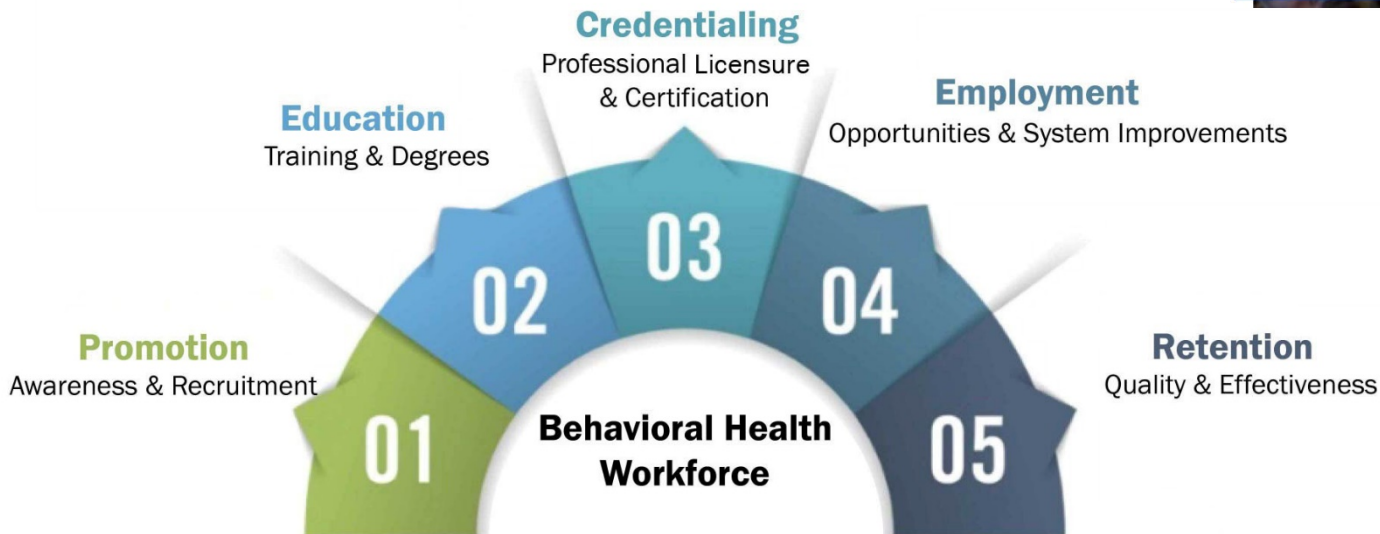 Promotion
Awareness & Recruitment
01
Education
Training & Degrees
02
Credentialing
Professional Licensure
& Certification
03
Employment
Opportunities & System Improvements
04
Retention
Quality & Effectiveness
05
Behavioral Health
Workforce